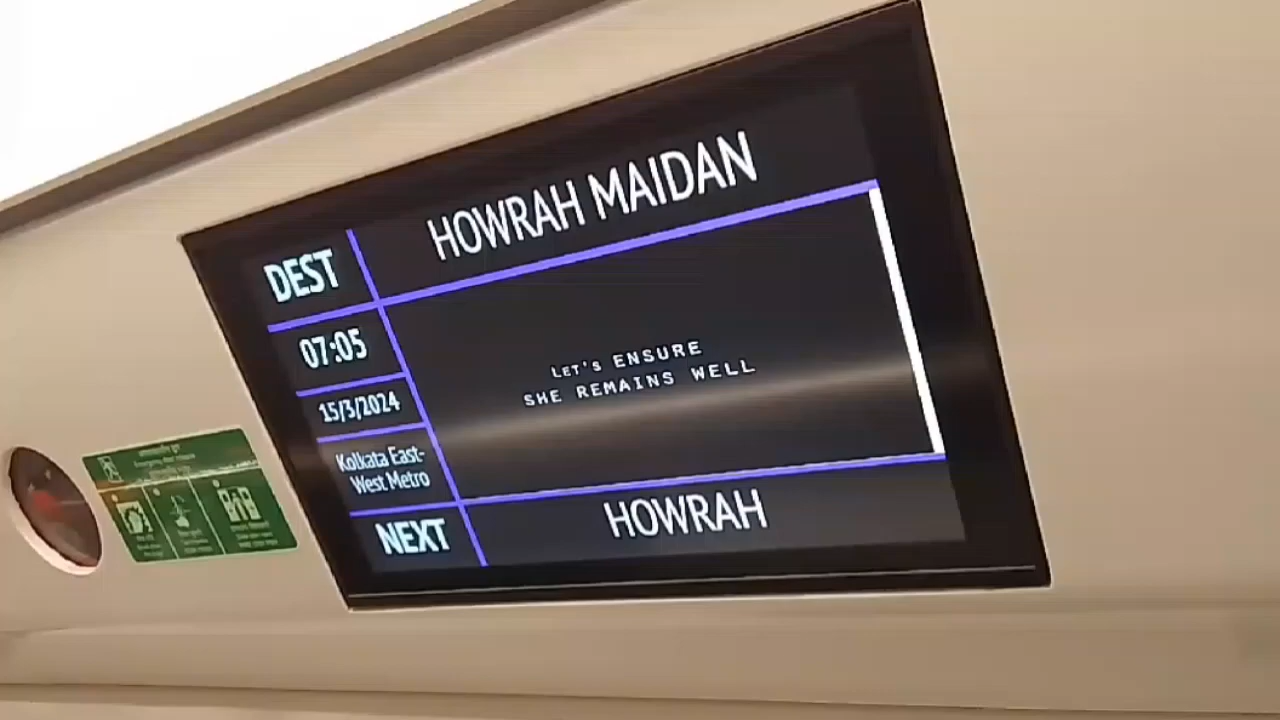 DEST
HOWRAH MAIDAN
07:05
15/3/2024
Kolkata East-
West Metro
LET'S ENSURE
SHE REMAINS WELL
NEXT
HOWRAH